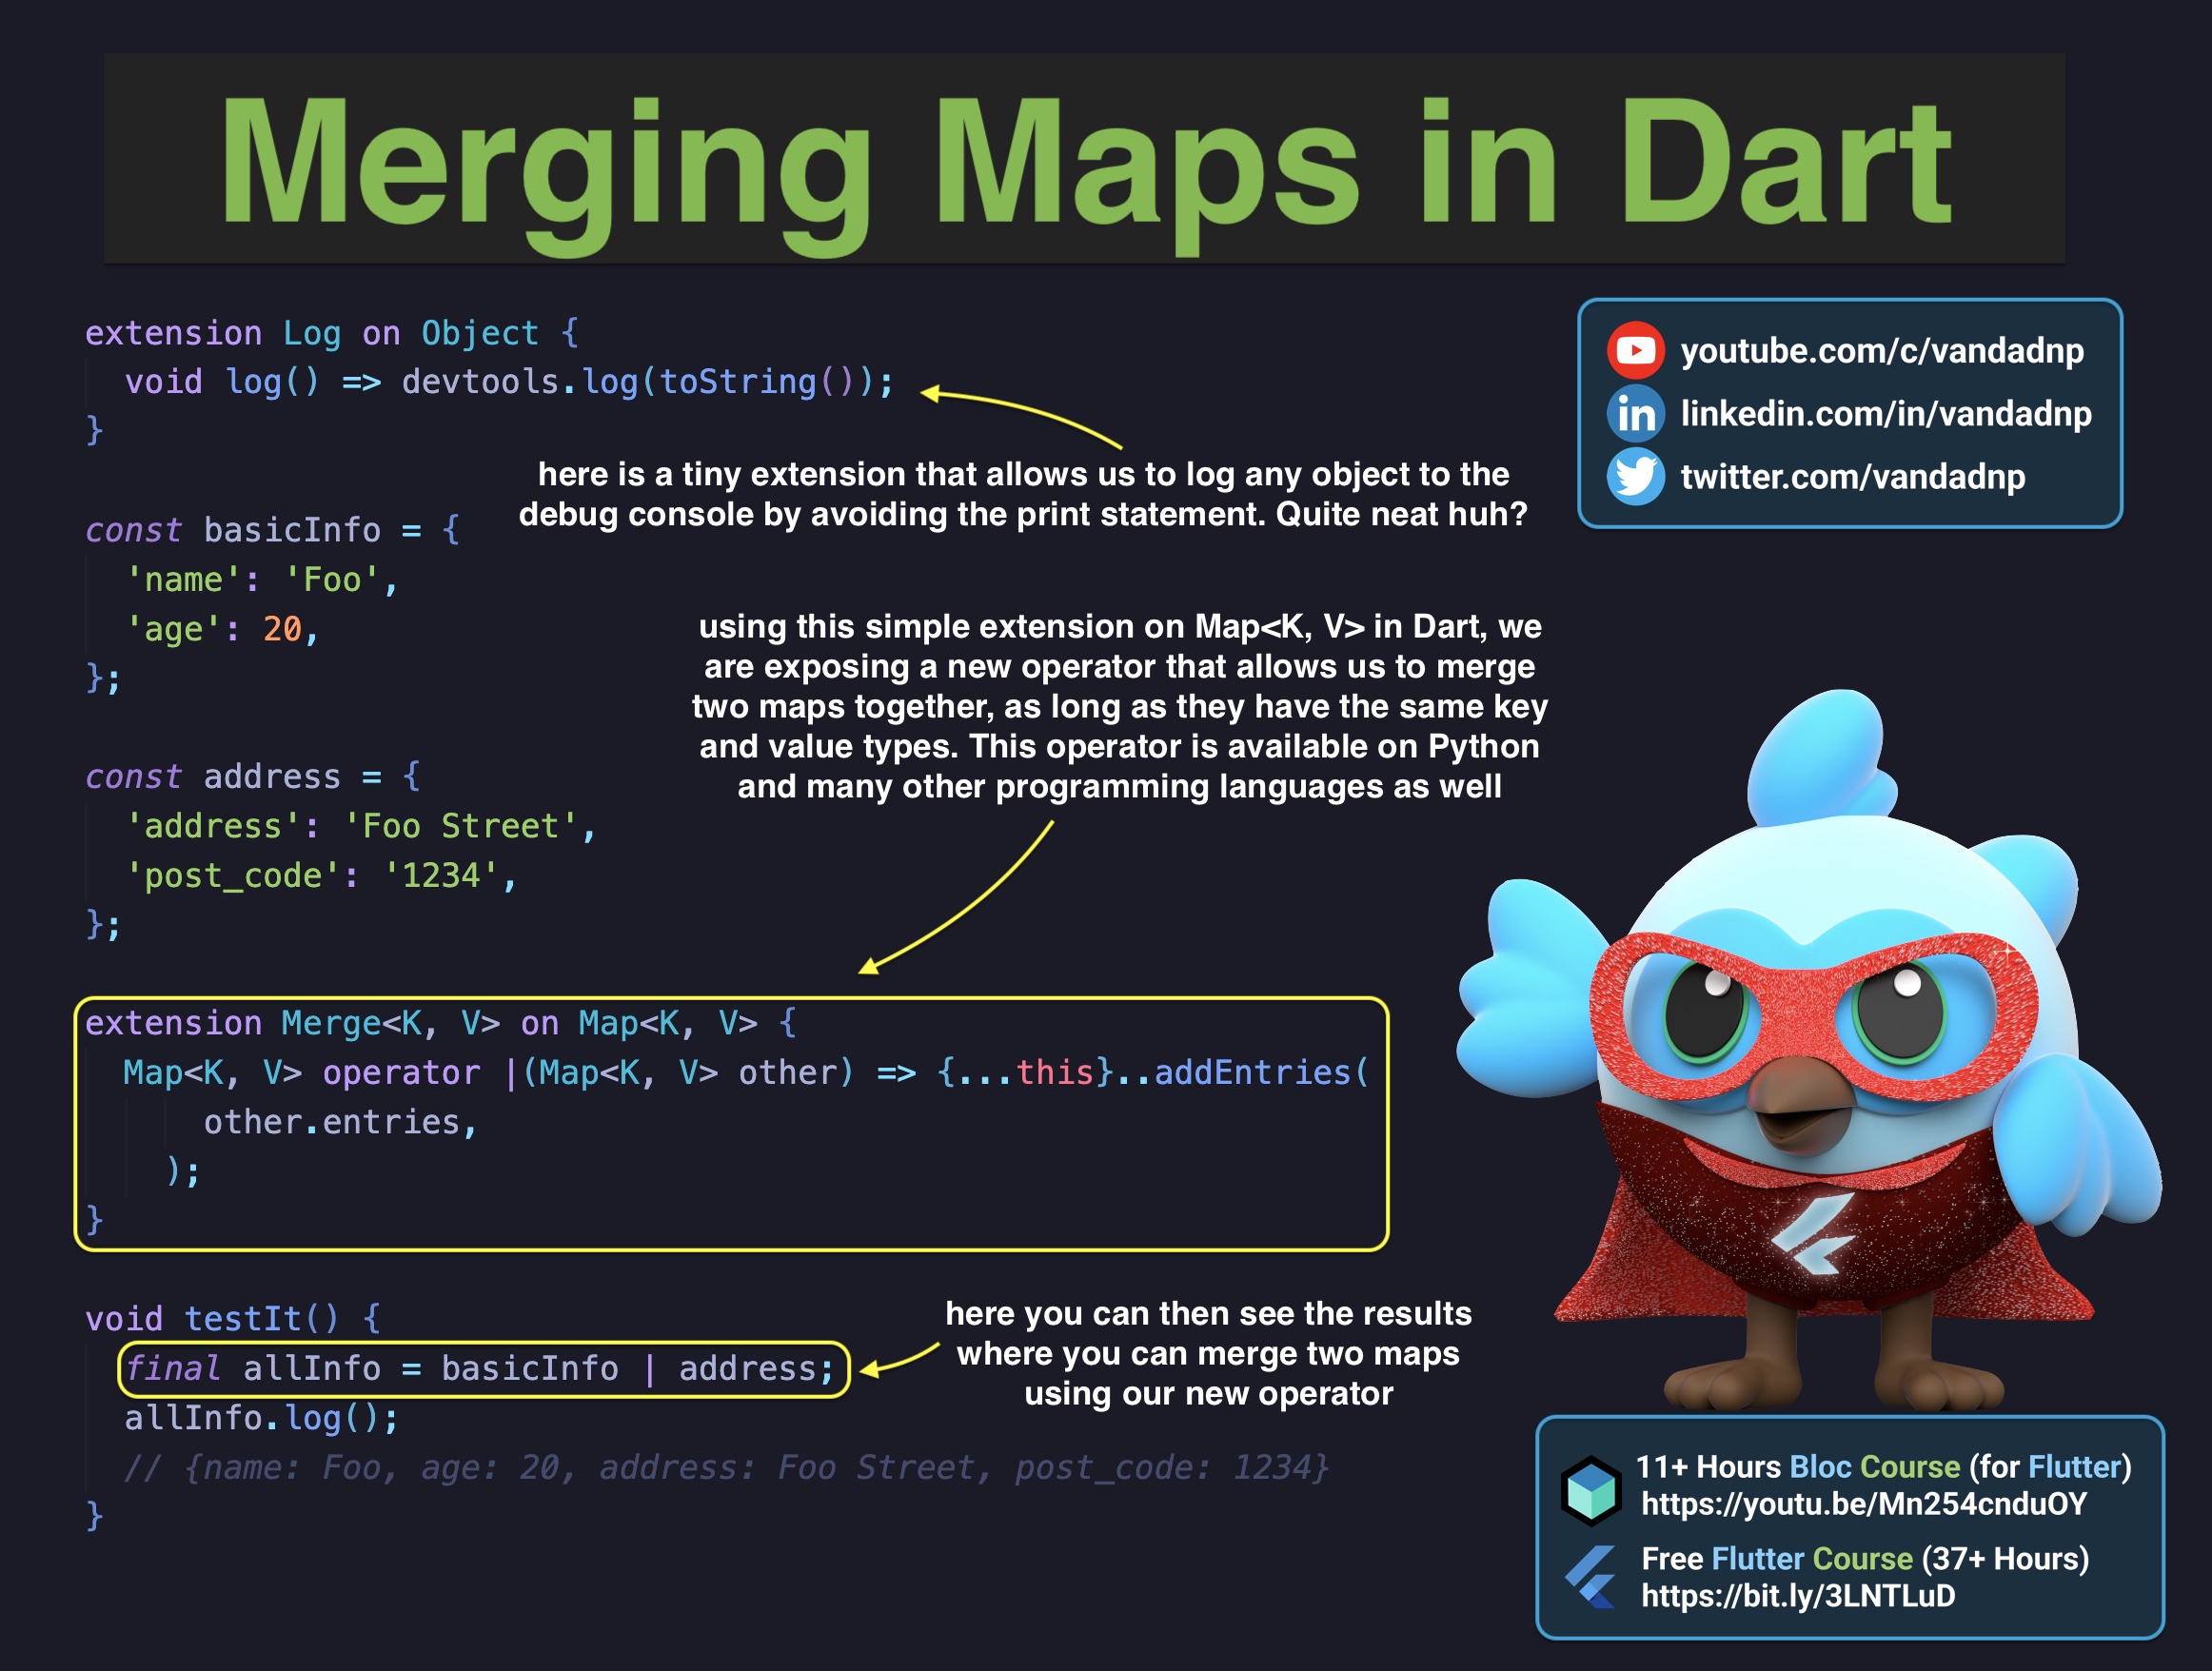 Merging Maps in Dart
extension Log on Object {
  void log() => devtools.log(toString());
}
here is a tiny extension that allows us to log any object to the
debug console by avoiding the print statement. Quite neat huh?
youtube.com/c/vandadnp
in linkedin.com/in/vandadnp
twitter.com/vandadnp
const basicInfo = {
  'name': 'Foo',
  'age': 20,
};
using this simple extension on Map<K, V> in Dart, we
are exposing a new operator that allows us to merge
two maps together, as long as they have the same key
and value types. This operator is available on Python
and many other programming languages as well
const address = {
  'address': 'Foo Street',
  'post_code': '1234',
};
extension Merge<K, V> on Map<K, V> {
  Map<K, V> operator |(Map<K, V> other) => {...this}..addEntries(
      other.entries,
    );
}
void testIt() {
  final allInfo = basicInfo | address;
  allInfo.log();
  // {name: Foo, age: 20, address: Foo Street, post_code: 1234}
}
here you can then see the results
where you can merge two maps
using our new operator
11+ Hours Bloc Course (for Flutter)
https://youtu.be/Mn254cnduOY
Free Flutter Course (37+ Hours)
https://bit.ly/3LNTLuD